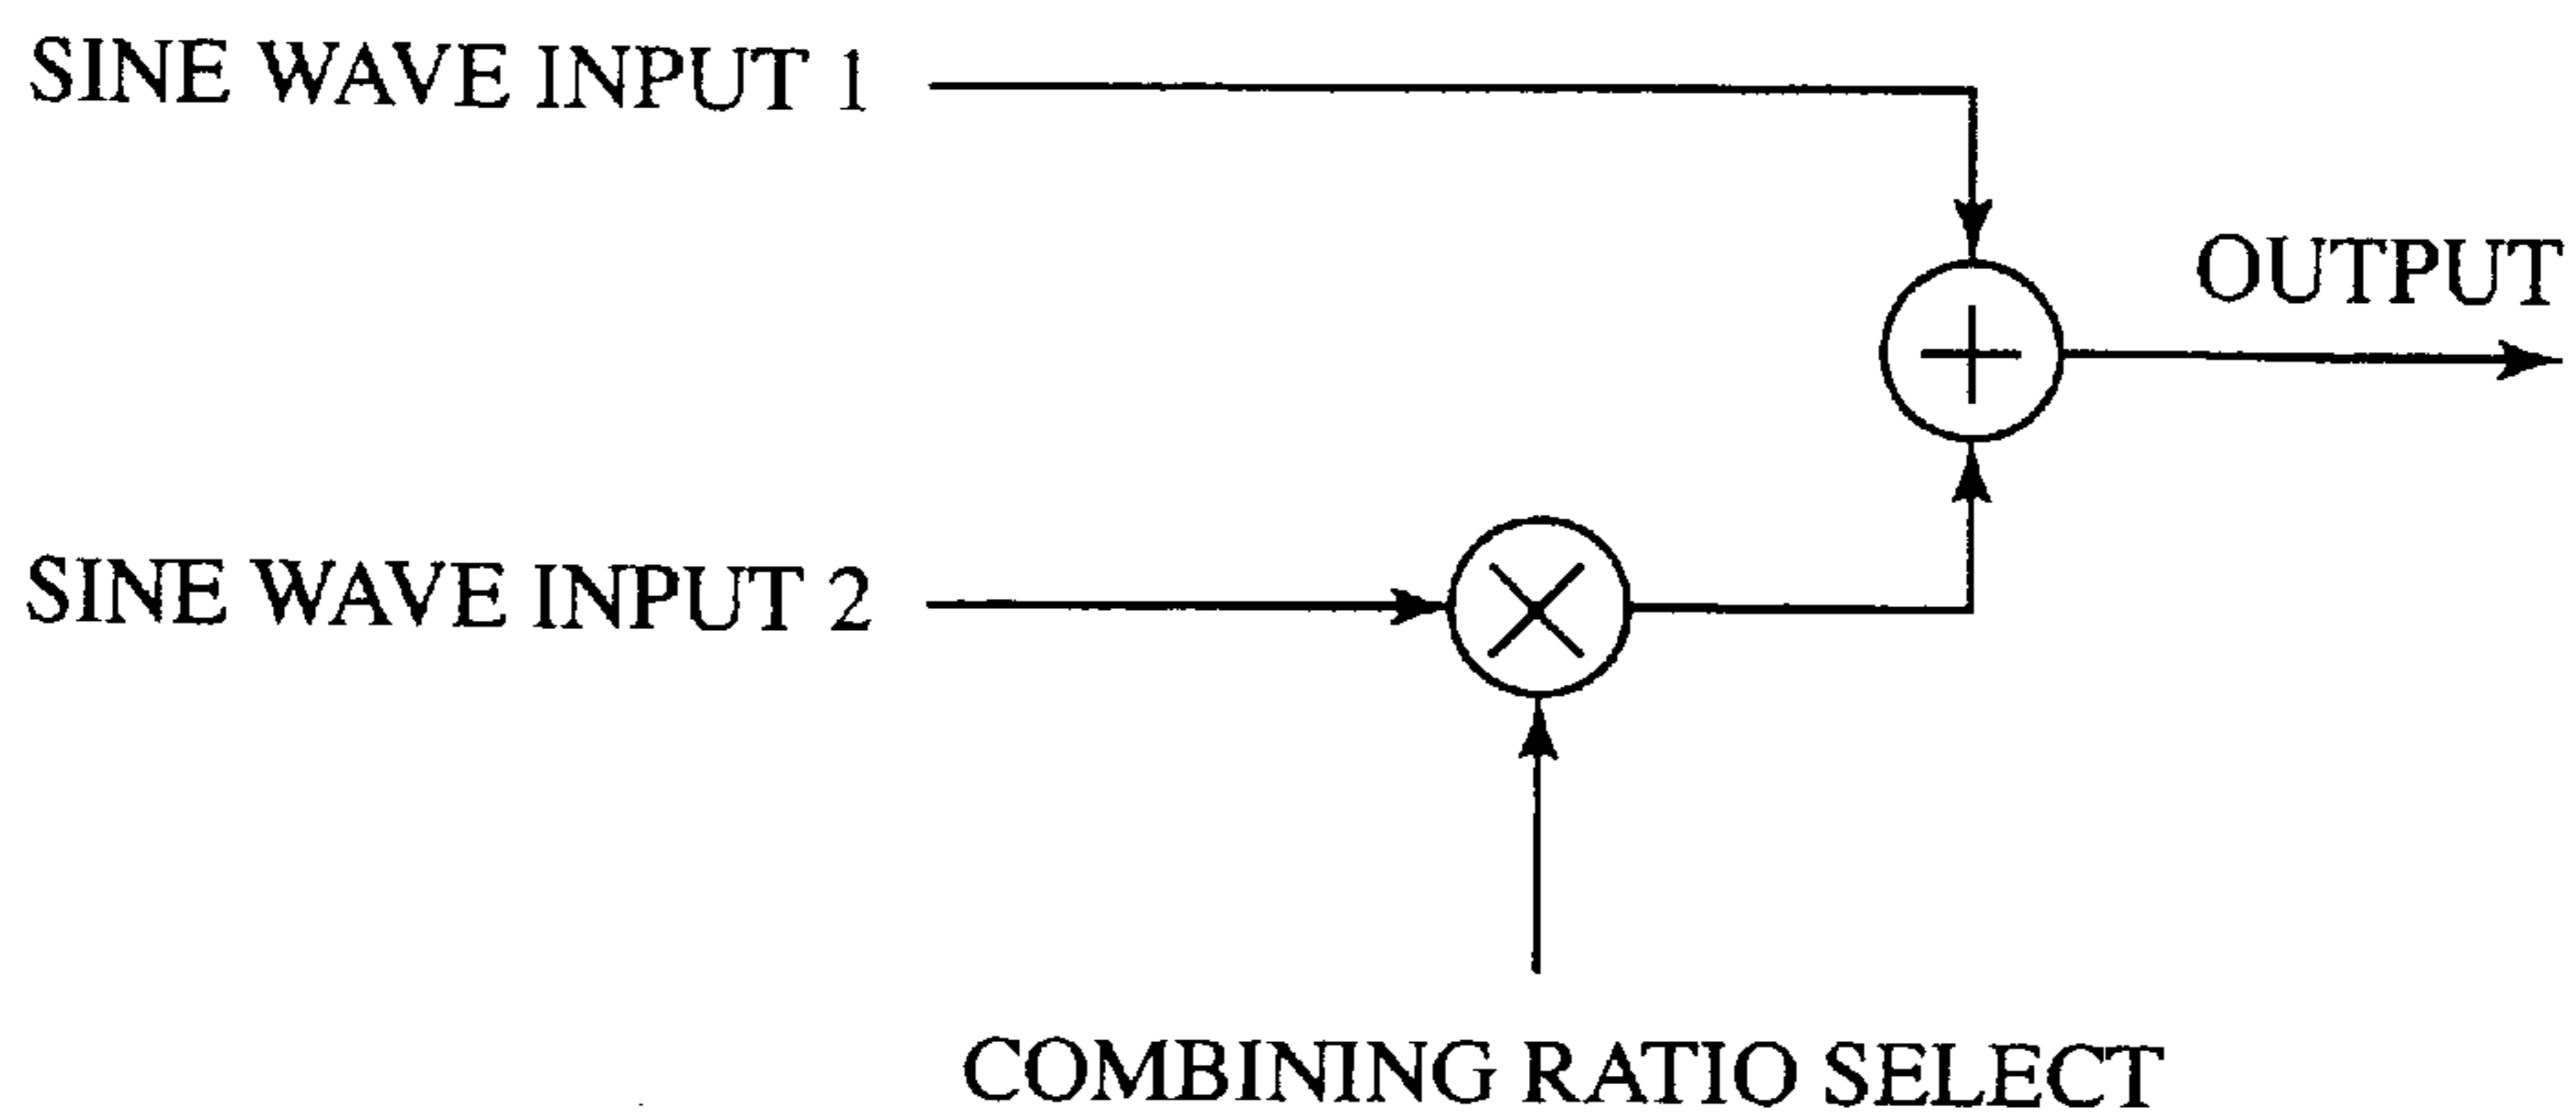 SINE WAVE INPUT 1
OUTPUT
SINE WAVE INPUT 2
COMBINING RATIO SELECT